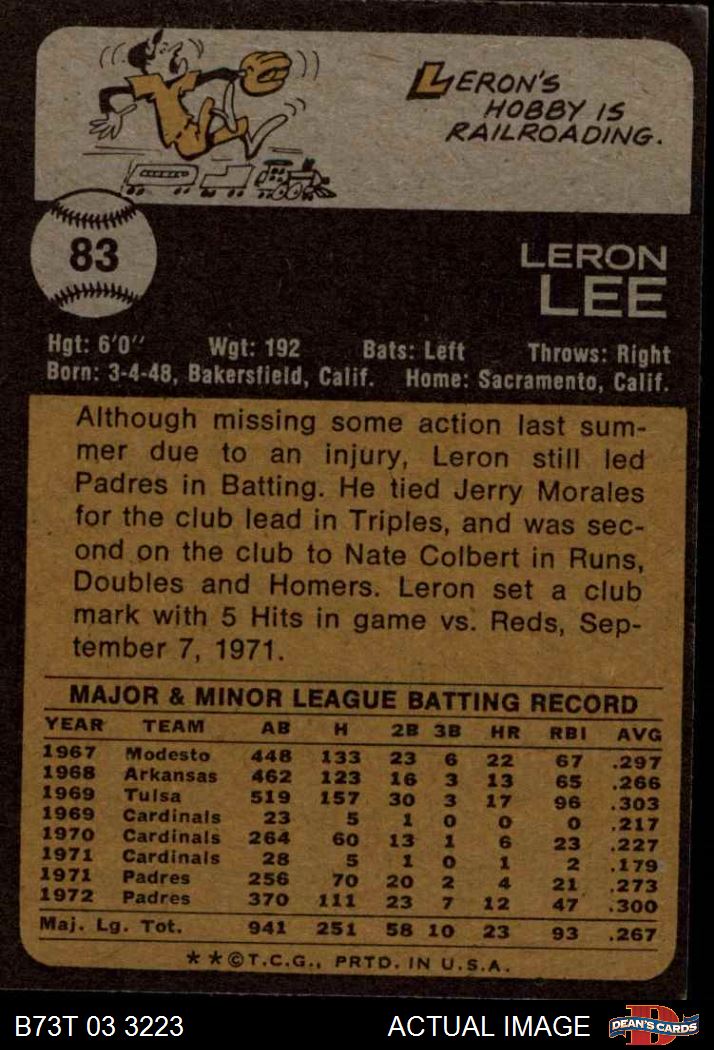 LERON'S
HOBBY IS
RAILROADING.
83
LERON
LEE
Hgt: 6'0" Wgt: 192 Bats: Left Throws: Right
Born: 3-4-48, Bakersfield, Calif. Home: Sacramento, Calif.
Although missing some action last sum-
mer due to an injury, Leron still led
Padres in Batting. He tied Jerry Morales
for the club lead in Triples, and was sec-
ond on the club to Nate Colbert in Runs,
Doubles and Homers. Leron set a club
mark with 5 Hits in game vs. Reds, Sep-
tember 7, 1971.
MAJOR & MINOR LEAGUE BATTING RECORD
YEAR TEAM AB H 2B 3B HR RBI AVG
1967 Modesto 448 133 23 6 22 67 .297
1968 Arkansas 462 123 16 3 13 65 .266
1969 Tulsa 519 157 30 3 17 96 .303
1969 Cardinals 23 5 1 0 0 0 .217
1970 Cardinals 264 60 13 1 6 23 .227
1971 Cardinals 28 5 1 0 1 2 .179
1971 Padres 256 70 20 2 4 21 .273
1972 Padres 370 111 23 7 12 47 .300
Maj. Lg. Tot. 941 251 58 10 23 93 .267
**©T.C.G., PRTD. IN U.S.A.
B73T 03 3223 ACTUAL IMAGE D DEAN'S CARDS